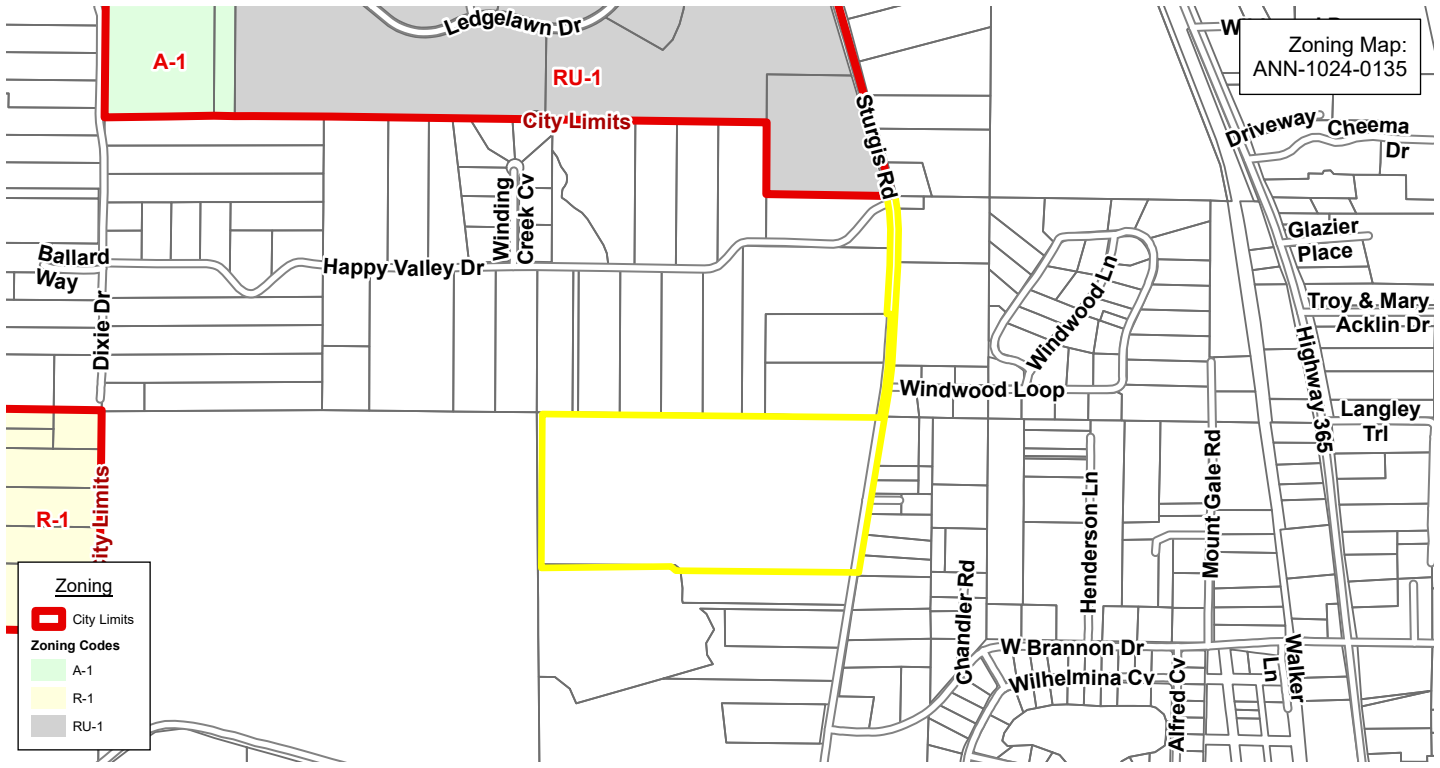 Ledgelawn Dr
A-1
RU-1
City Limits
Sturgis Rd
Zoning Map:
ANN-1024-0135
Driveway
Cheema
Dr
Winding
Creek Cv
Ballard
Way
Happy Valley Dr
Dixie Dr
Glazier
Place
Windwood Ln
Troy & Mary
Acklin Dr
Highway 365
Windwood Loop
Langley
Trl
Mount Gale Rd
Henderson Ln
R-1
City Limits
Chandler Rd
W Brannon Dr
Wilhelmina Cv
Alfred Cv
Walker
Ln
Zoning
City Limits
Zoning Codes
A-1
R-1
RU-1